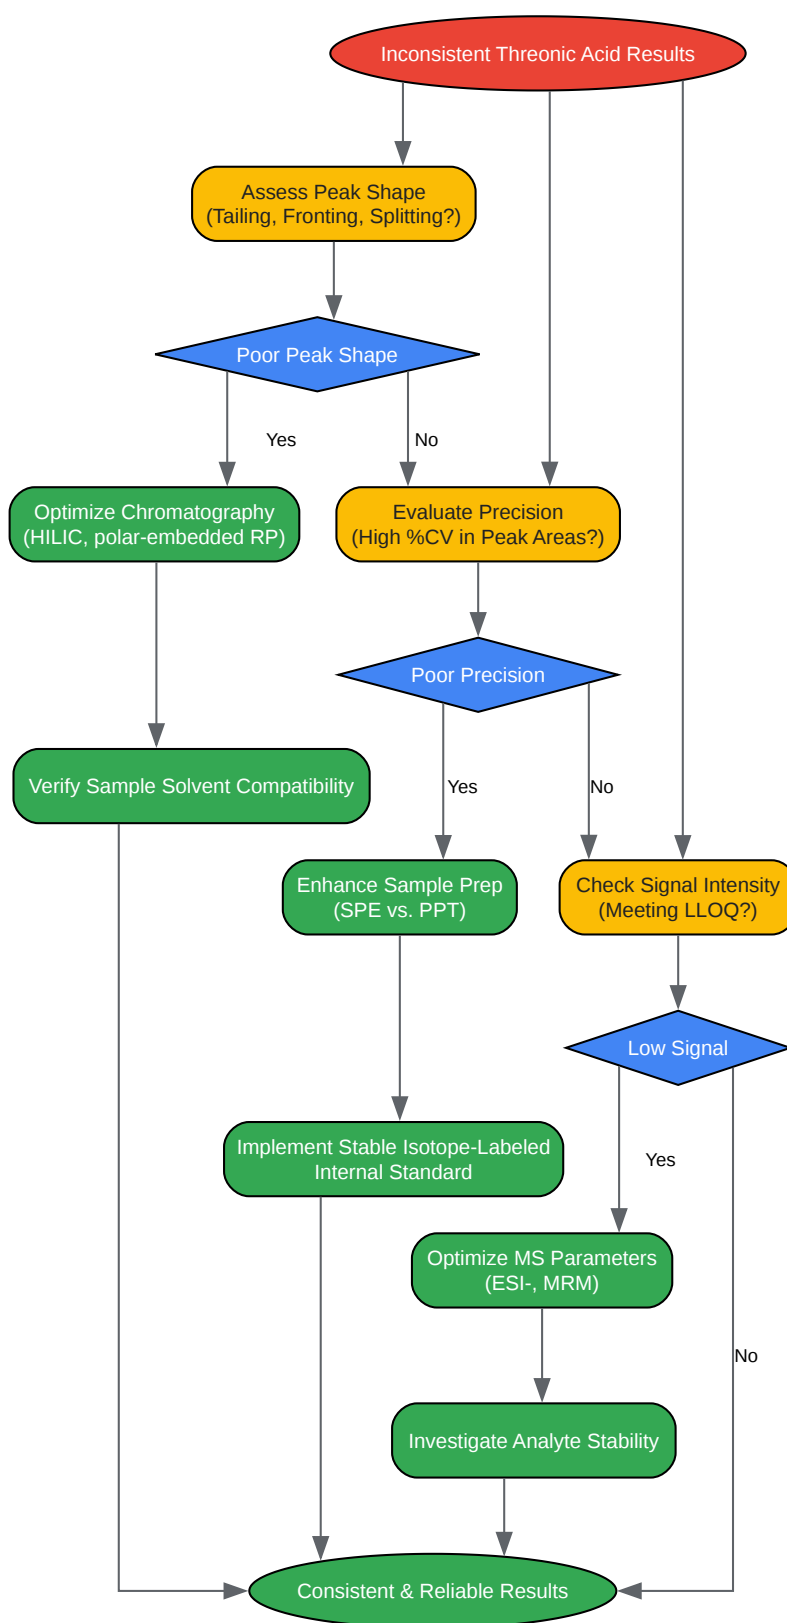 Inconsistent Threonic Acid Results
Assess Peak Shape
(Tailing, Fronting, Splitting?)
Poor Peak Shape
Yes
No
Optimize Chromatography
(HILIC, polar-embedded RP)
Evaluate Precision
(High %CV in Peak Areas?)
Poor Precision
Verify Sample Solvent Compatibility
Yes
No
Enhance Sample Prep
(SPE vs. PPT)
Check Signal Intensity
(Meeting LLOQ?)
Low Signal
Implement Stable Isotope-Labeled
Internal Standard
Yes
Optimize MS Parameters
(ESI-, MRM)
No
Investigate Analyte Stability
Consistent & Reliable Results